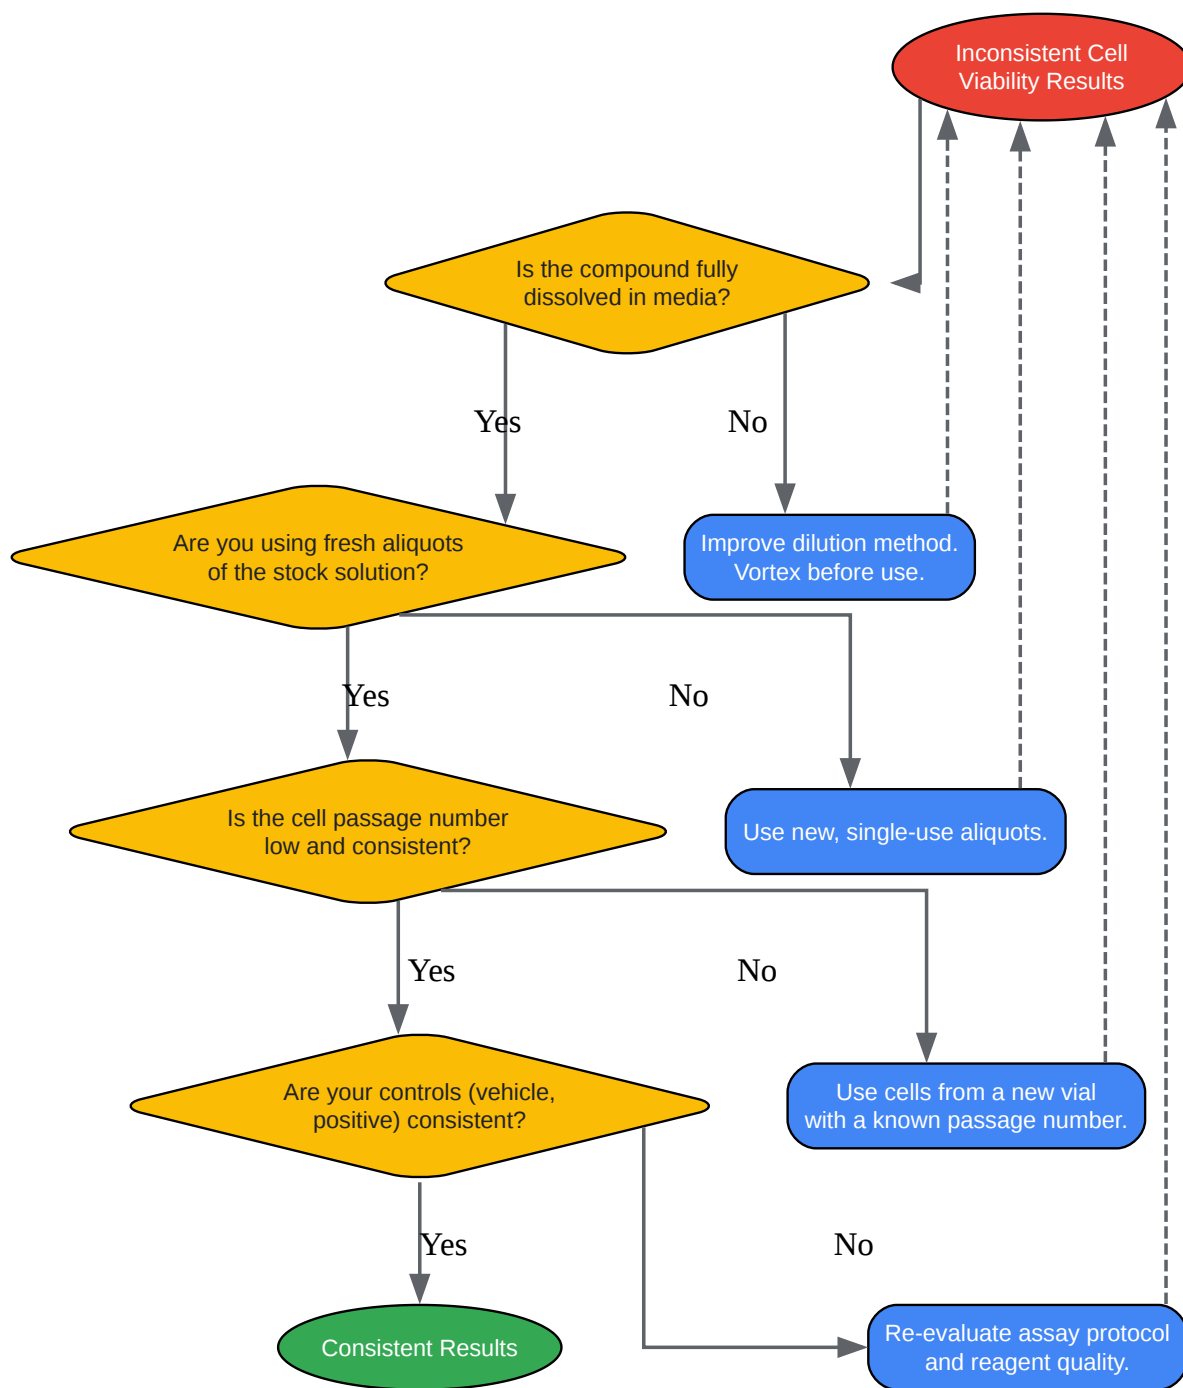 Inconsistent Cell
Viability Results
Is the compound fully
dissolved in media?
Yes
No
Are you using fresh aliquots
of the stock solution?
Improve dilution method.
Vortex before use.
Yes
No
Is the cell passage number
low and consistent?
Use new, single-use aliquots.
Yes
No
Are your controls (vehicle,
positive) consistent?
Use cells from a new vial
with a known passage number.
Yes
No
Consistent Results
Re-evaluate assay protocol
and reagent quality.